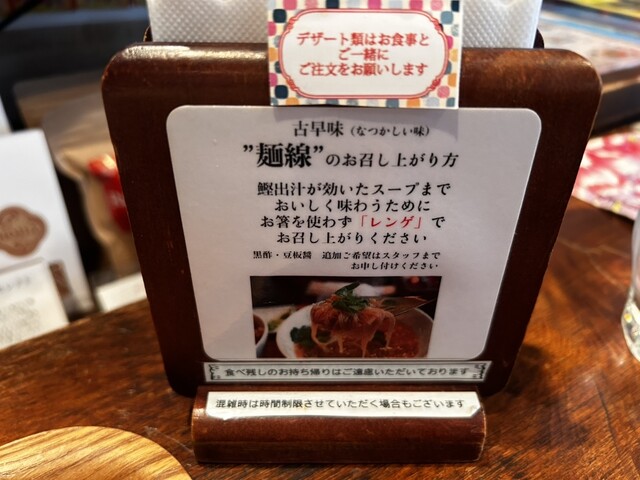 デザート類はお食事と
ご一緒に
ご注文をお願いします
古早味（なつかしい味）
”麺線”のお召し上がり方
鰹出汁が効いたスープまで
おいしく味わうために
お箸を使わず「レンゲ」で
お召し上がりください
黒酢・豆板醤 追加ご希望はスタッフまで
お申し付けください
食べ残しのお持ち帰りはご遠慮いただいております
混雑時は時間制限させていただく場合もございます